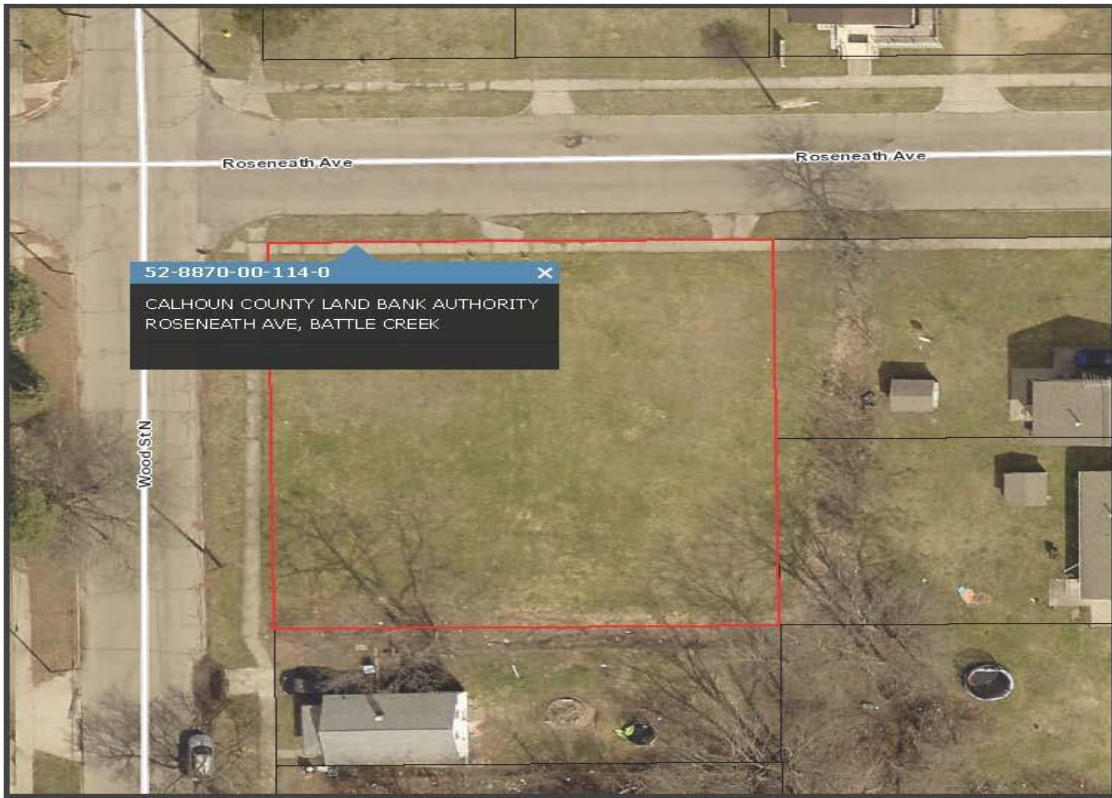 Roseneath Ave
Roseneath Ave
52-8870-00-114-0
×
CALHOUN COUNTY LAND BANK AUTHORITY
ROSENEATH AVE, BATTLE CREEK
Wood St N